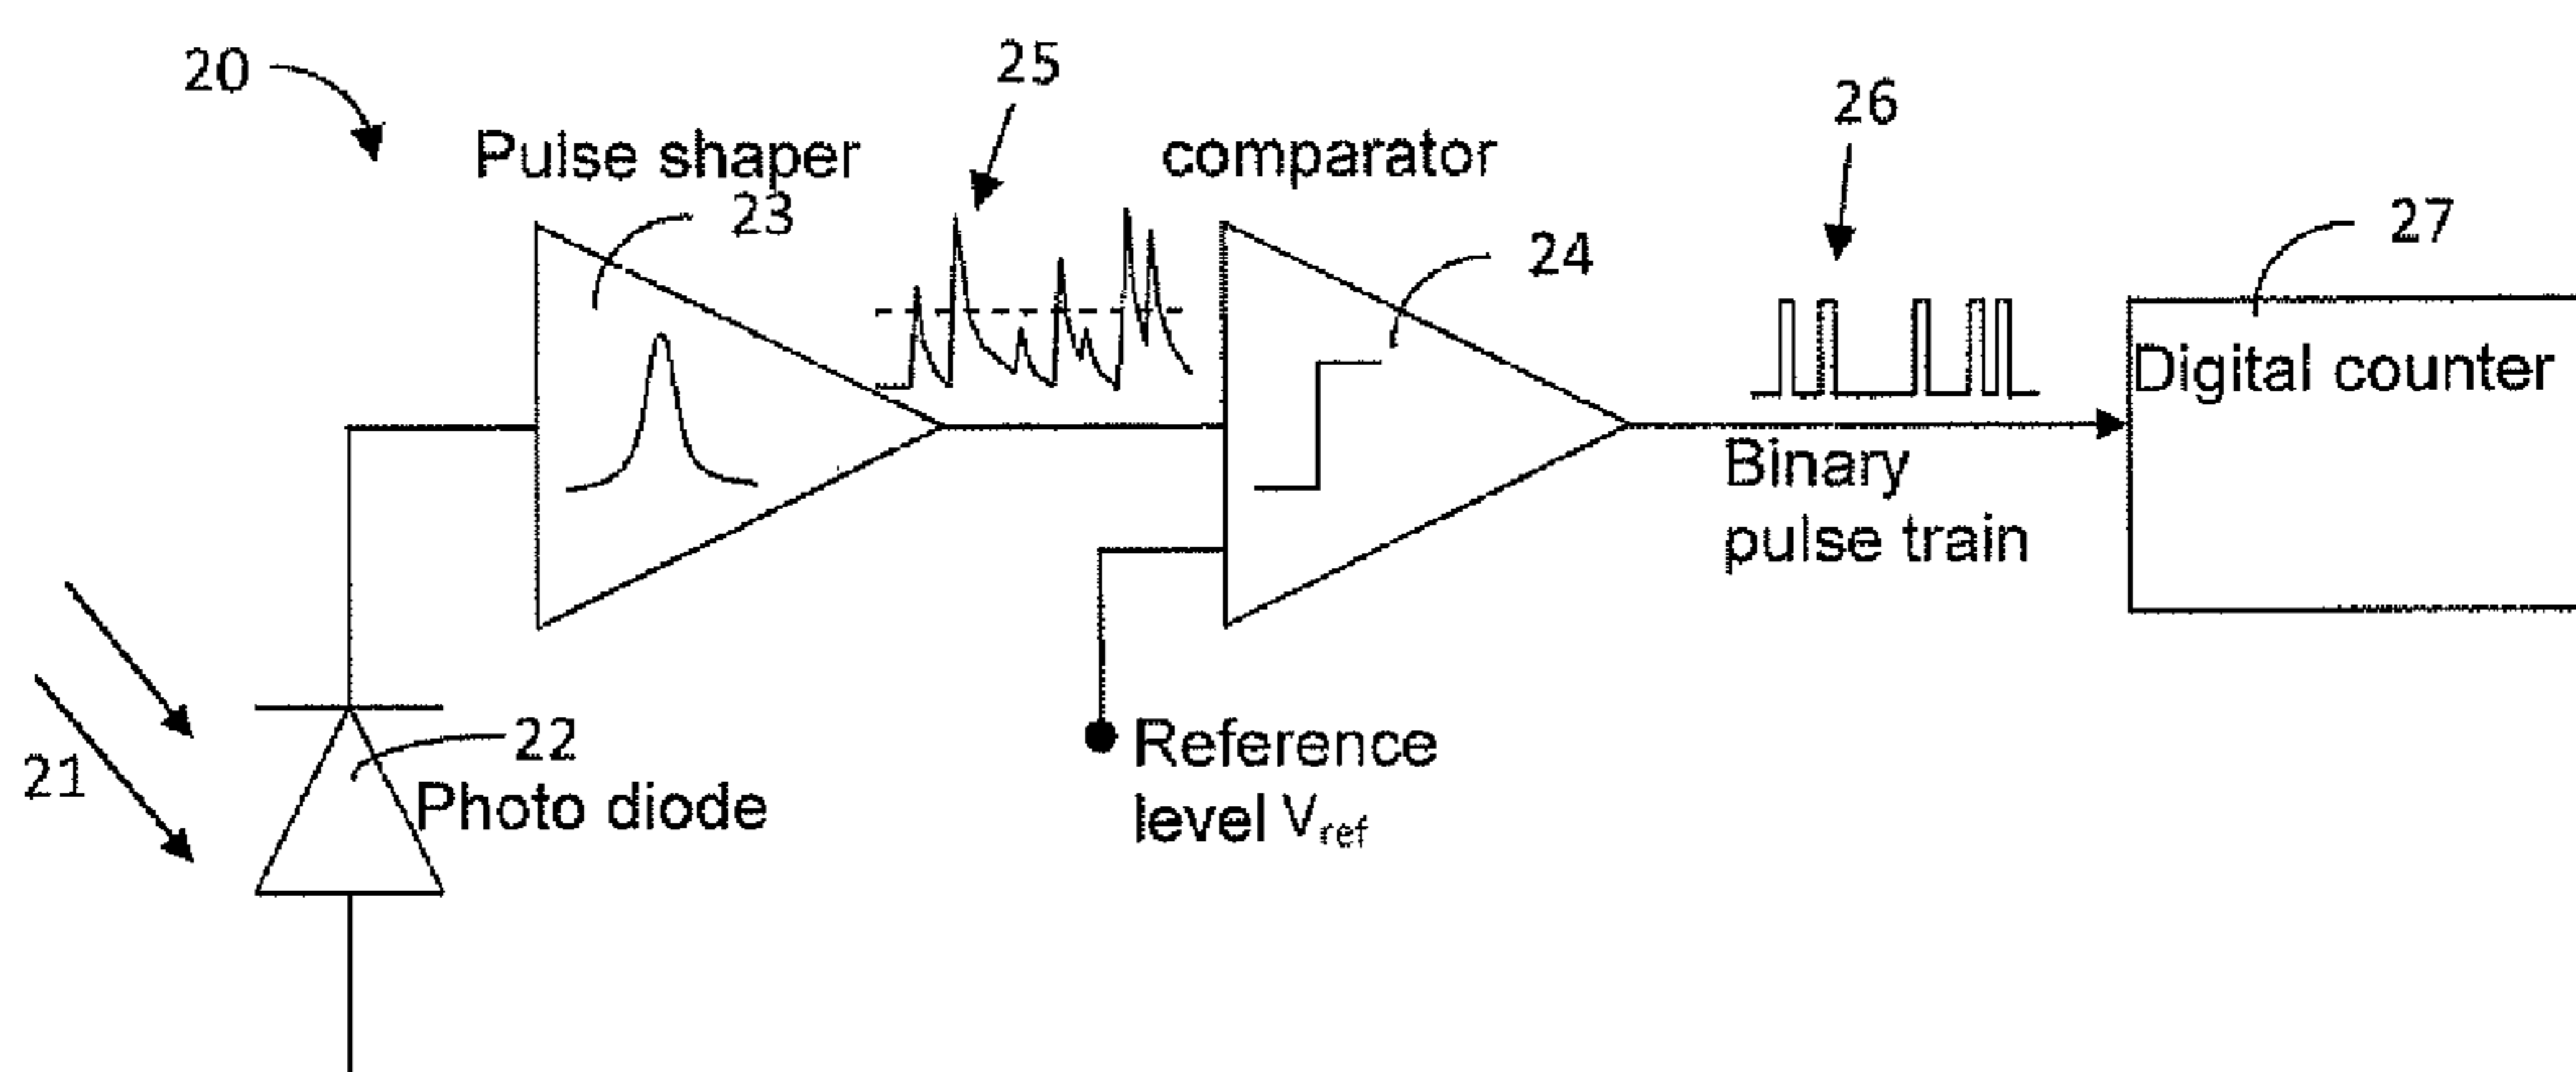 20
25
26
Pulse shaper
comparator
23
24
27
Digital counter
Binary
pulse train
21
22
Photo diode
Reference
level Vref